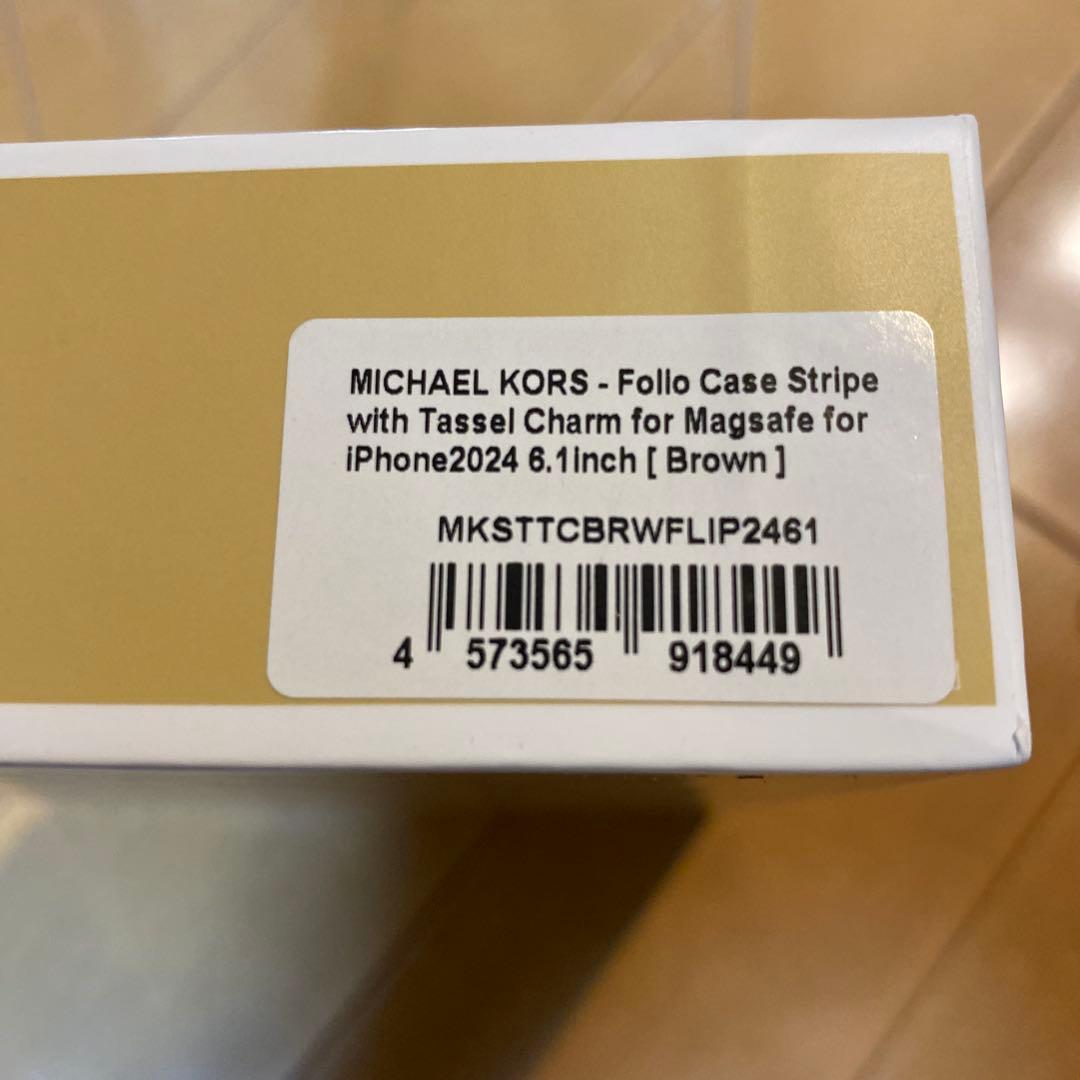 MICHAEL KORS - Folio Case Stripe
with Tassel Charm for Magsafe for
iPhone2024 6.1inch [ Brown ]
MKSTTCBRWFLIP2461
4 573565 918449